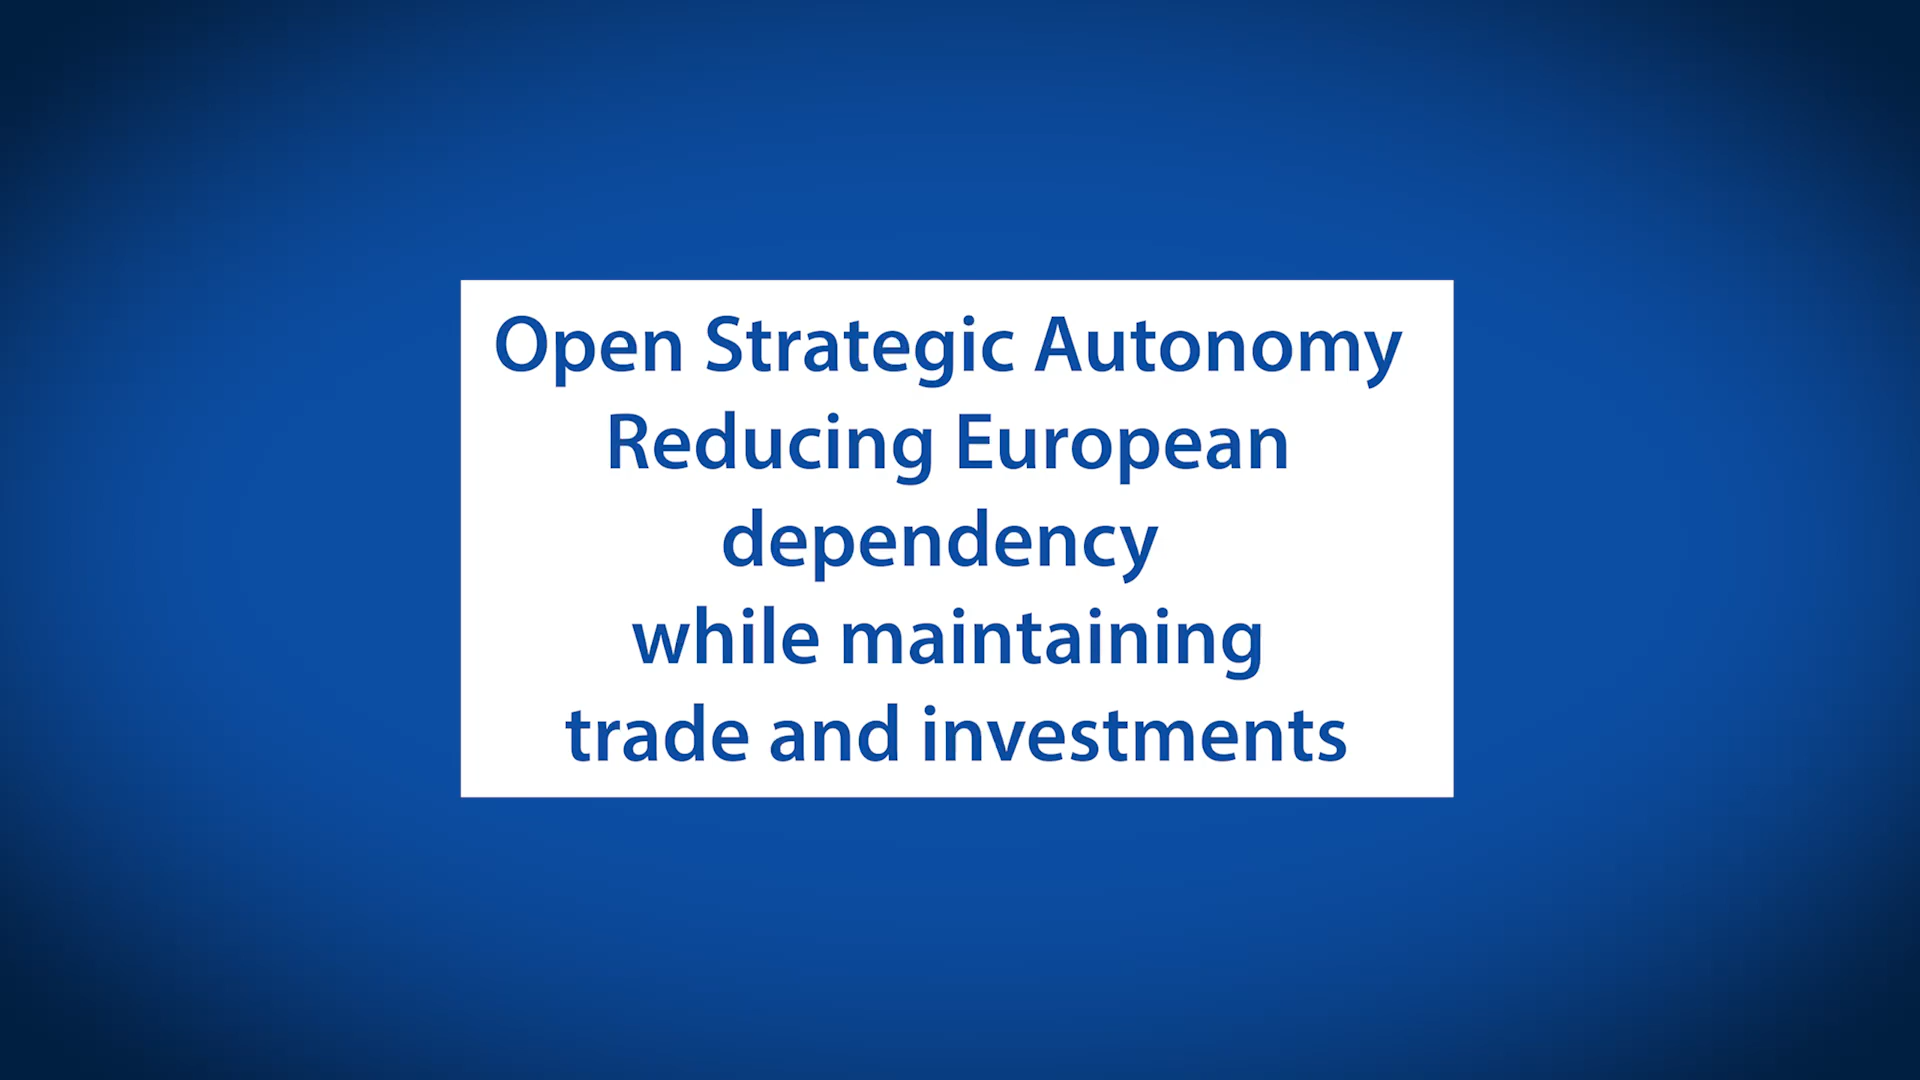 Open Strategic Autonomy
Reducing European
dependency
while maintaining
trade and investments